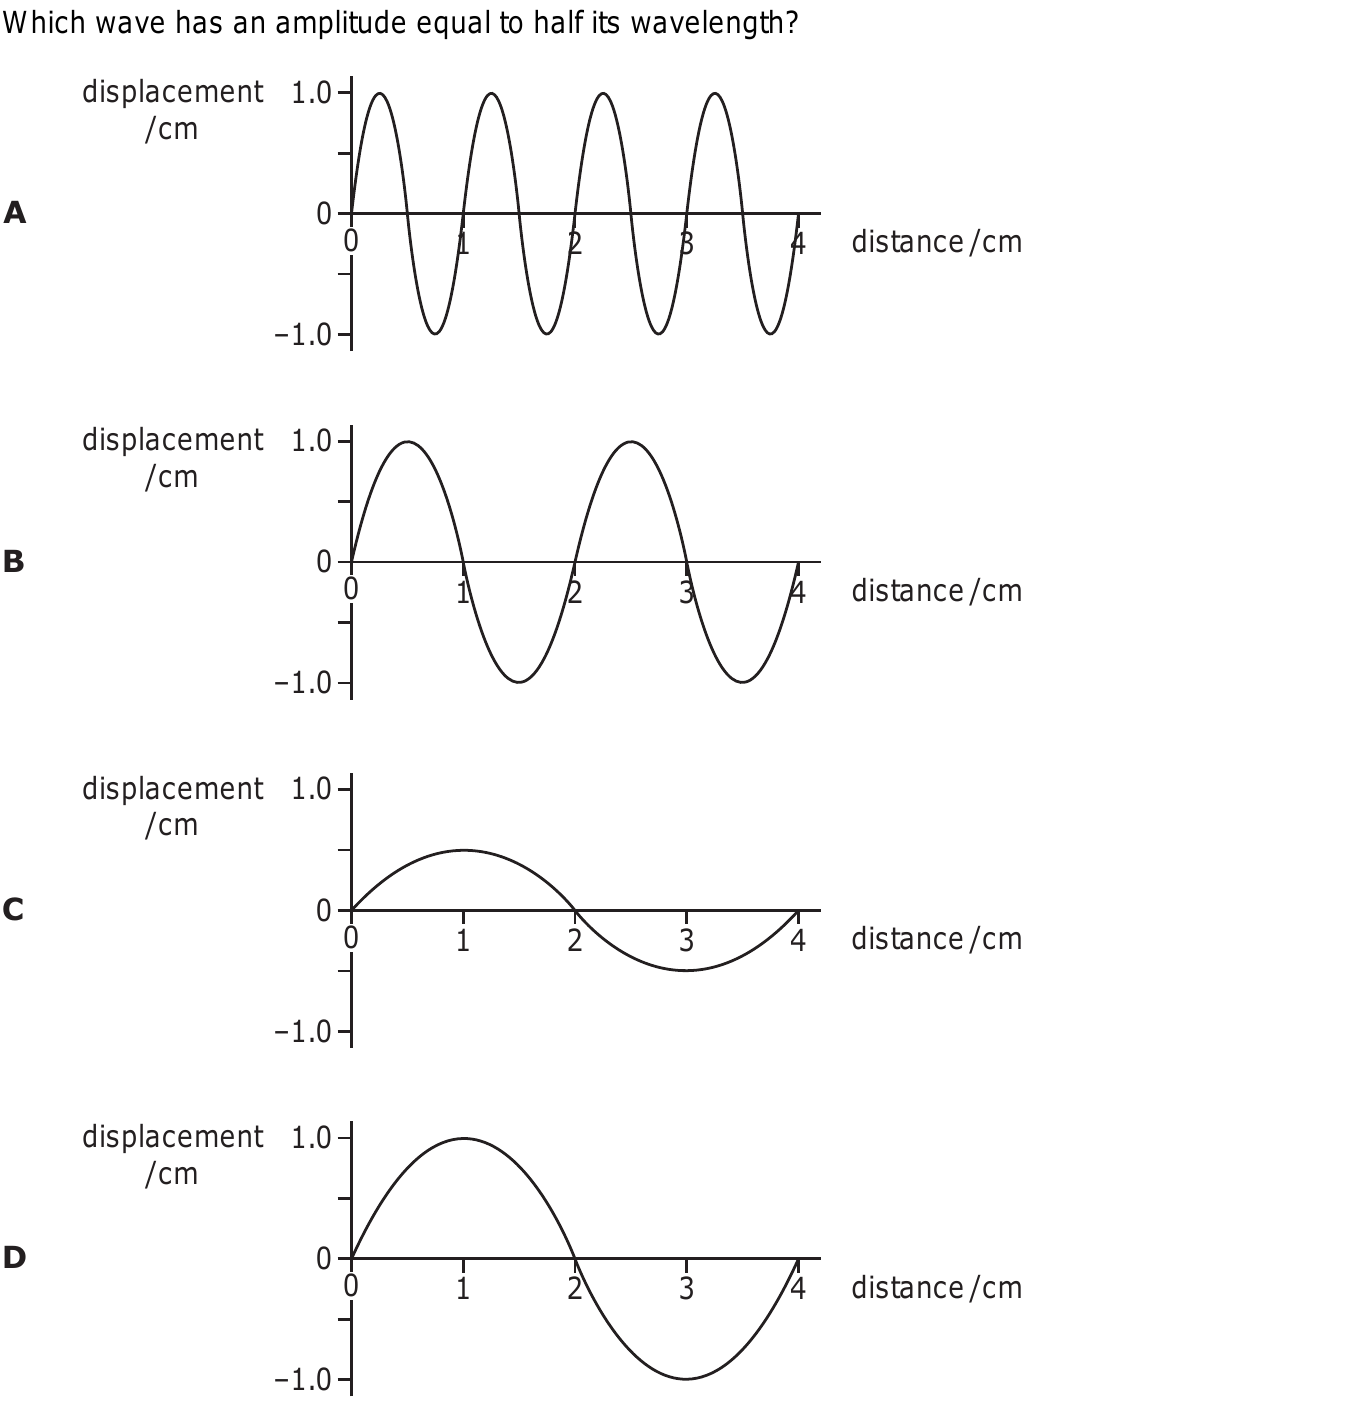 Which wave has an amplitude equal to half its wavelength?
displacement 1.0
/cm
A 0
0 1 2 3 4 distance/cm
–1.0
displacement 1.0
/cm
B 0
0 1 2 3 4 distance/cm
–1.0
displacement 1.0
/cm
C 0
0 1 2 3 4 distance/cm
–1.0
displacement 1.0
/cm
D 0
0 1 2 3 4 distance/cm
–1.0